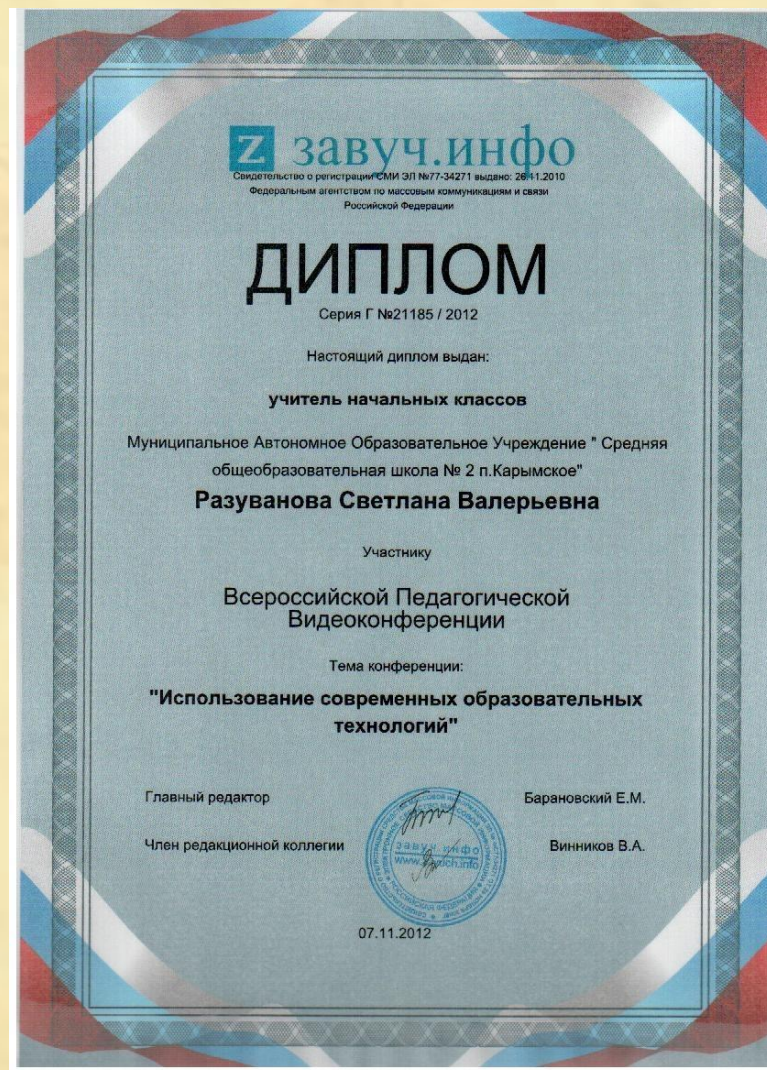 Z завуч.инфо
Свидетельство о регистрации СМИ ЭЛ №77-34271 выдано: 26.11.2010
Федеральным агентством по массовым коммуникациям и связи
Российской Федерации
ДИПЛОМ
Серия Г №21185 / 2012
Настоящий диплом выдан:
учитель начальных классов
Муниципальное Автономное Образовательное Учреждение " Средняя
общеобразовательная школа № 2 п.Карымское"
Разуванова Светлана Валерьевна
Участнику
Всероссийской Педагогической
Видеоконференции
Тема конференции:
"Использование современных образовательных
технологий"
Главный редактор
Барановский Е.М.
Член редакционной коллегии
Винников В.А.
завуч.инфо
07.11.2012